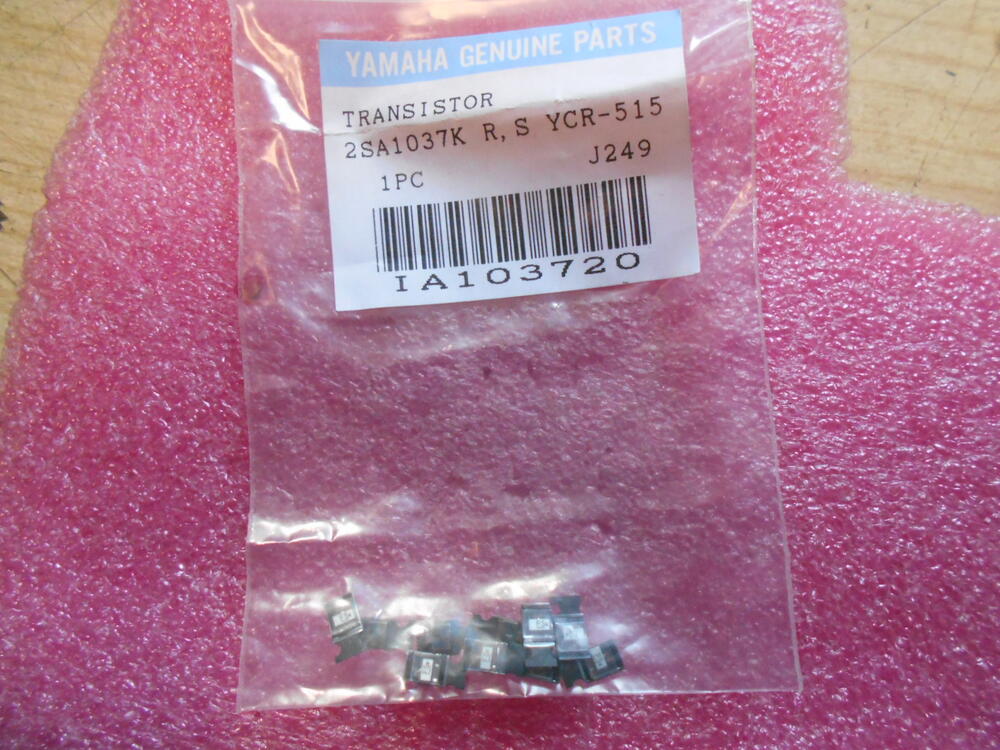 YAMAHA GENUINE PARTS
TRANSISTOR
2SA1037K R,S YCR-515
1PC J249
IA103720